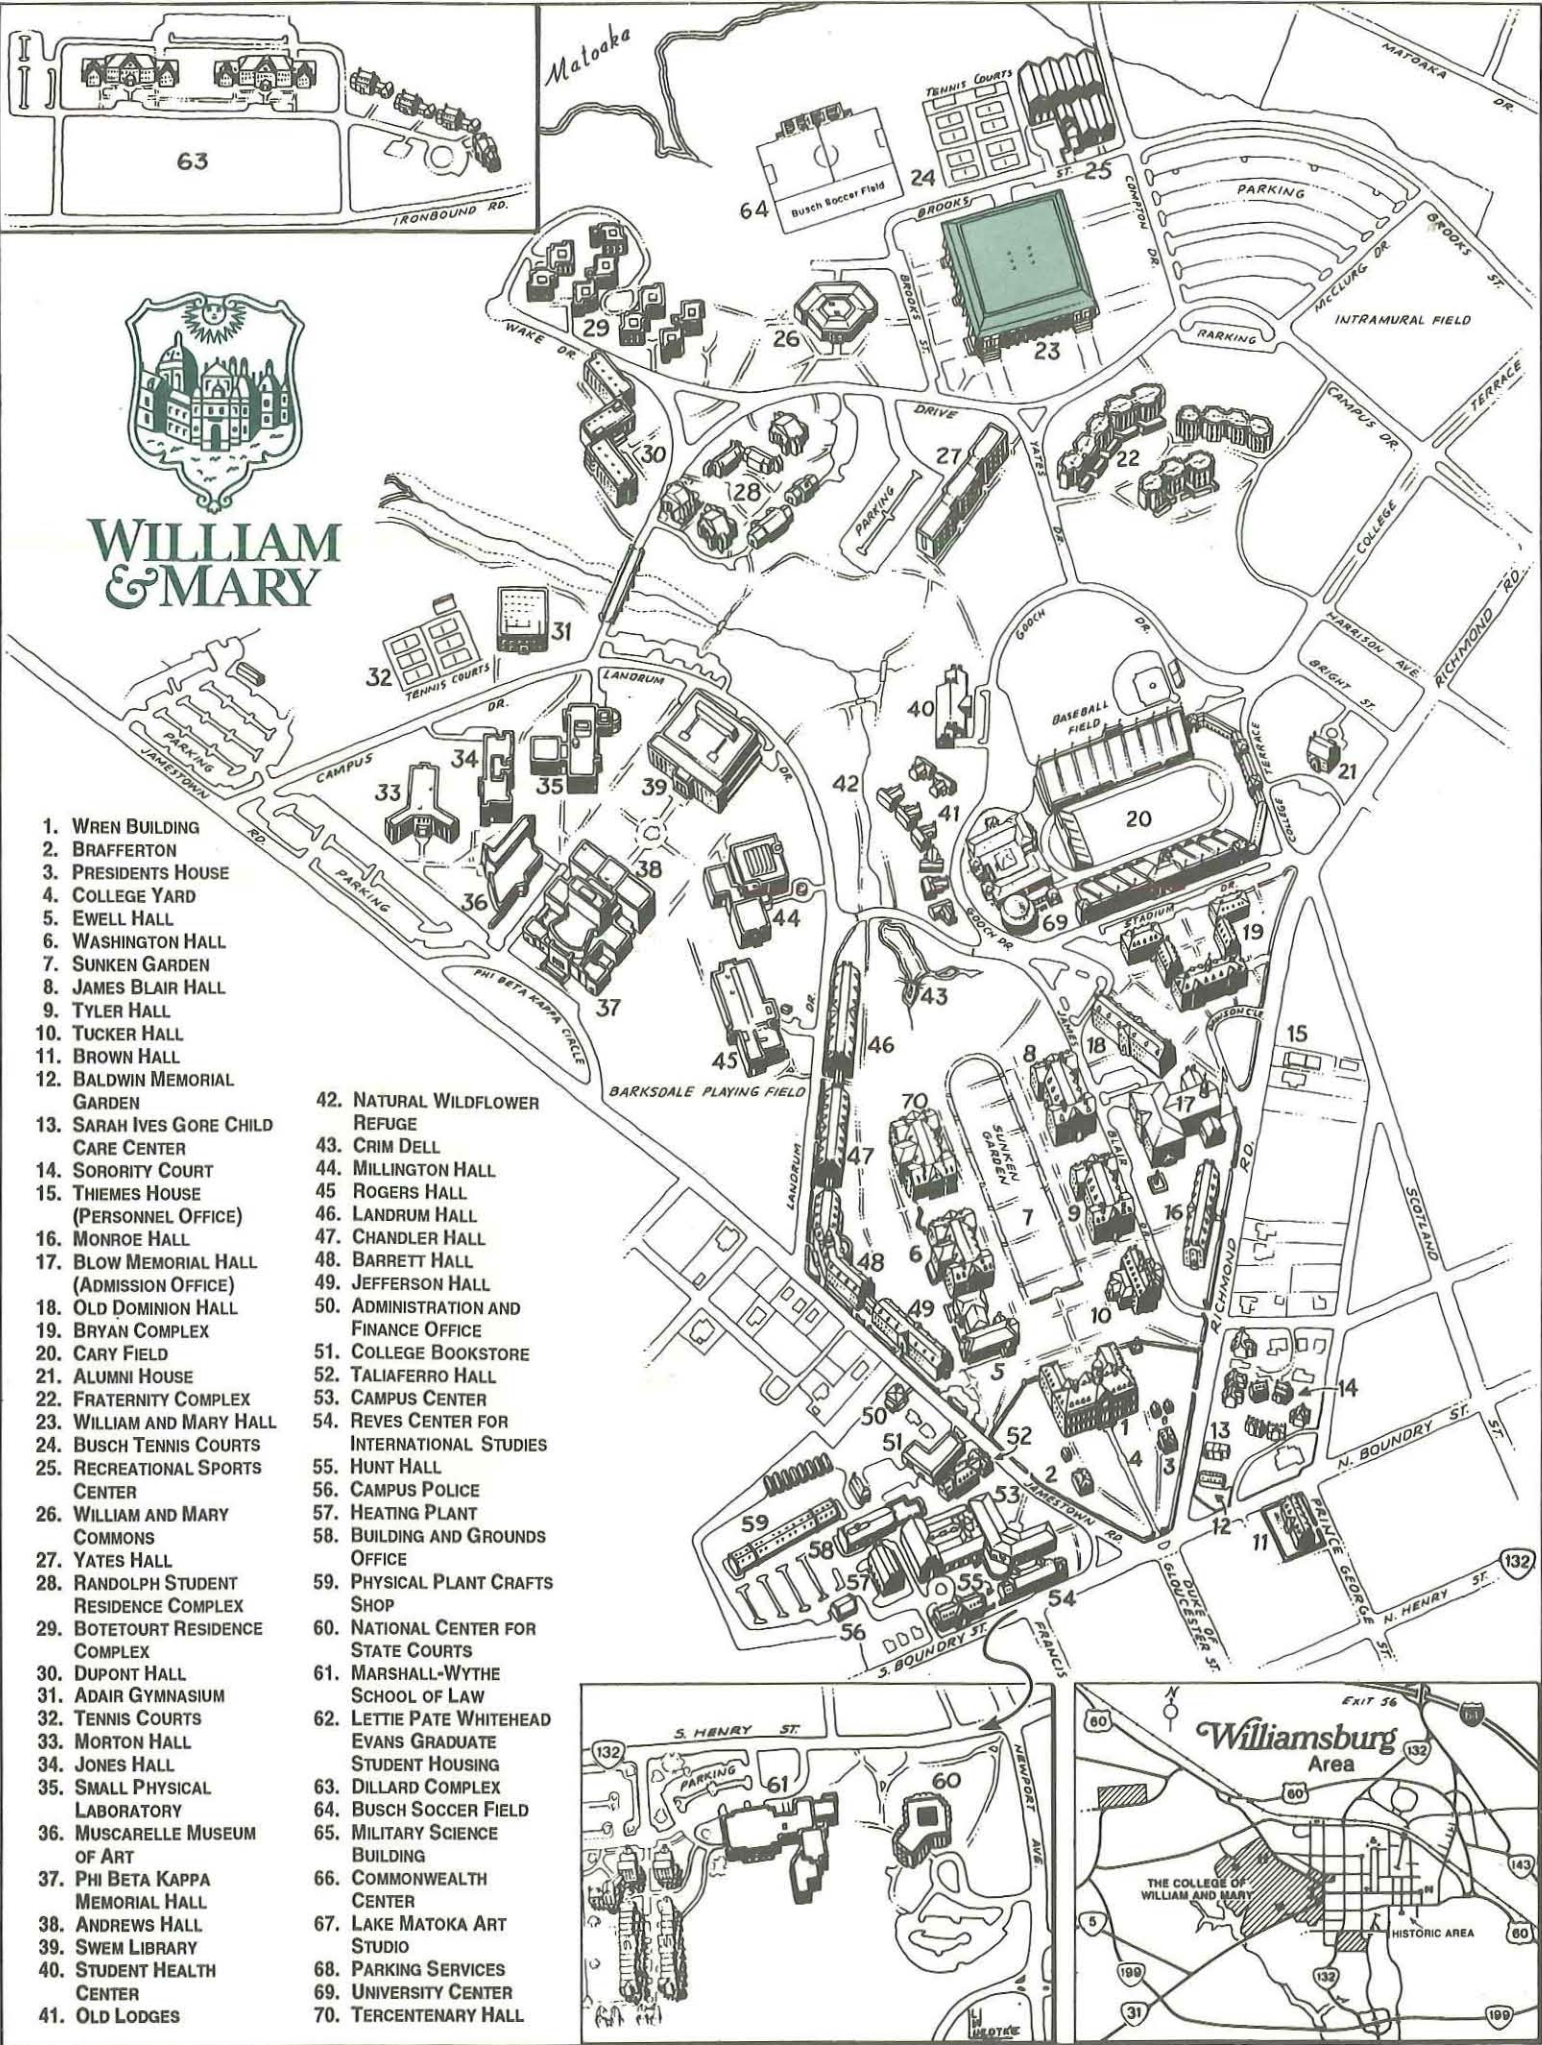 Matoaka
TENNIS COURTS
MATOAKA
DR.
63
IRONBOUND RD.
64
Busch Soccer Field
24
BROOKS
ST.
25
COMPTON
DR.
PARKING
BROOKS
ST.
McCLURG DR.
INTRAMURAL FIELD
PARKING
WAKE DR.
29
26
BROOKS
ST.
23
30
28
DRIVE
27
PARKING
YATES
DR.
22
CAMPUS DR.
TERRACE
COLLEGE
WILLIAM
& MARY
31
32
TENNIS COURTS
DR.
LANDRUM
GOOCH
DR.
HARRISON AVE.
BRIGHT ST.
RICHMOND RD.
40
BASEBALL
FIELD
TERRACE
COLLEGE
21
PARKING
JAMESTOWN
RD.
CAMPUS
33
34
35
39
DR.
42
41
20
PARKING
36
38
37
44
GOOCH DR.
69
STADIUM
DR.
19
PHI BETA KAPPA CIRCLE
45
DR.
43
46
JAMES
BLAIR
DR.
18
DAWSON CIR.
15
BARKSDALE PLAYING FIELD
LANDRUM
47
70
8
SUNKEN
GARDEN
17
RD.
7
9
16
SCOTLAND
ST.
6
48
49
10
RICHMOND
5
50
51
52
1
4
3
2
13
14
12
11
N. BOUNDRY ST.
JAMESTOWN RD.
53
59
58
57
55
54
56
S. BOUNDRY ST.
FRANCIS
DUKE OF
GLOUCESTER ST.
PRINCE GEORGE
ST.
N. HENRY ST.
132
1. WREN BUILDING
2. BRAFFERTON
3. PRESIDENTS HOUSE
4. COLLEGE YARD
5. EWELL HALL
6. WASHINGTON HALL
7. SUNKEN GARDEN
8. JAMES BLAIR HALL
9. TYLER HALL
10. TUCKER HALL
11. BROWN HALL
12. BALDWIN MEMORIAL
GARDEN
13. SARAH IVES GORE CHILD
CARE CENTER
14. SORORITY COURT
15. THIEMES HOUSE
(PERSONNEL OFFICE)
16. MONROE HALL
17. BLOW MEMORIAL HALL
(ADMISSION OFFICE)
18. OLD DOMINION HALL
19. BRYAN COMPLEX
20. CARY FIELD
21. ALUMNI HOUSE
22. FRATERNITY COMPLEX
23. WILLIAM AND MARY HALL
24. BUSCH TENNIS COURTS
25. RECREATIONAL SPORTS
CENTER
26. WILLIAM AND MARY
COMMONS
27. YATES HALL
28. RANDOLPH STUDENT
RESIDENCE COMPLEX
29. BOTETOURT RESIDENCE
COMPLEX
30. DUPONT HALL
31. ADAIR GYMNASIUM
32. TENNIS COURTS
33. MORTON HALL
34. JONES HALL
35. SMALL PHYSICAL
LABORATORY
36. MUSCARELLE MUSEUM
OF ART
37. PHI BETA KAPPA
MEMORIAL HALL
38. ANDREWS HALL
39. SWEM LIBRARY
40. STUDENT HEALTH
CENTER
41. OLD LODGES
42. NATURAL WILDFLOWER
REFUGE
43. CRIM DELL
44. MILLINGTON HALL
45 ROGERS HALL
46. LANDRUM HALL
47. CHANDLER HALL
48. BARRETT HALL
49. JEFFERSON HALL
50. ADMINISTRATION AND
FINANCE OFFICE
51. COLLEGE BOOKSTORE
52. TALIAFERRO HALL
53. CAMPUS CENTER
54. REVES CENTER FOR
INTERNATIONAL STUDIES
55. HUNT HALL
56. CAMPUS POLICE
57. HEATING PLANT
58. BUILDING AND GROUNDS
OFFICE
59. PHYSICAL PLANT CRAFTS
SHOP
60. NATIONAL CENTER FOR
STATE COURTS
61. MARSHALL-WYTHE
SCHOOL OF LAW
62. LETTIE PATE WHITEHEAD
EVANS GRADUATE
STUDENT HOUSING
63. DILLARD COMPLEX
64. BUSCH SOCCER FIELD
65. MILITARY SCIENCE
BUILDING
66. COMMONWEALTH
CENTER
67. LAKE MATOKA ART
STUDIO
68. PARKING SERVICES
69. UNIVERSITY CENTER
70. TERCENTENARY HALL
132
S. HENRY ST.
PARKING
61
60
NEWPORT
AVE.
N
EXIT 56
60
64
Williamsburg
Area
132
60
THE COLLEGE OF
WILLIAM AND MARY
143
5
HISTORIC AREA
60
199
132
31
199